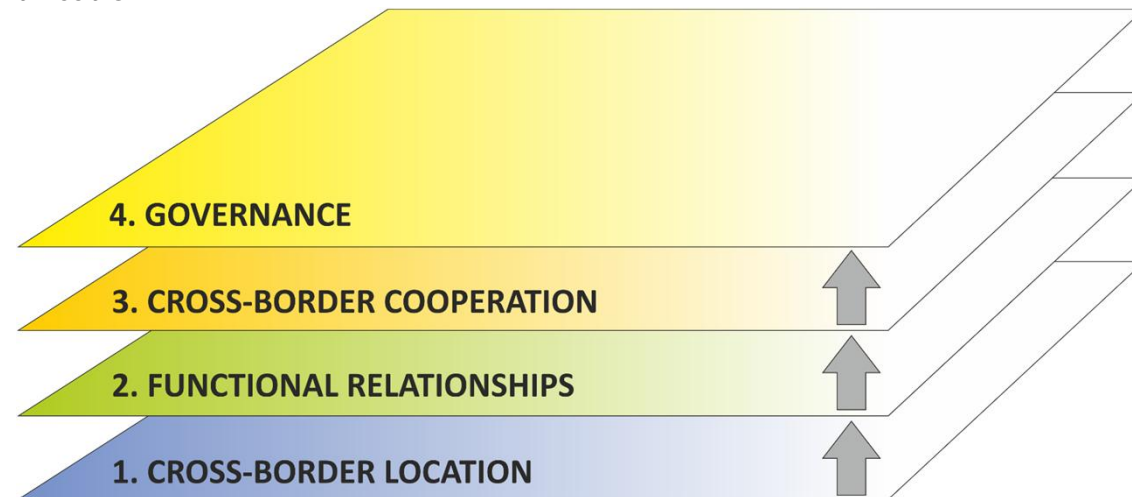 4. GOVERNANCE
3. CROSS-BORDER COOPERATION
2. FUNCTIONAL RELATIONSHIPS
1. CROSS-BORDER LOCATION